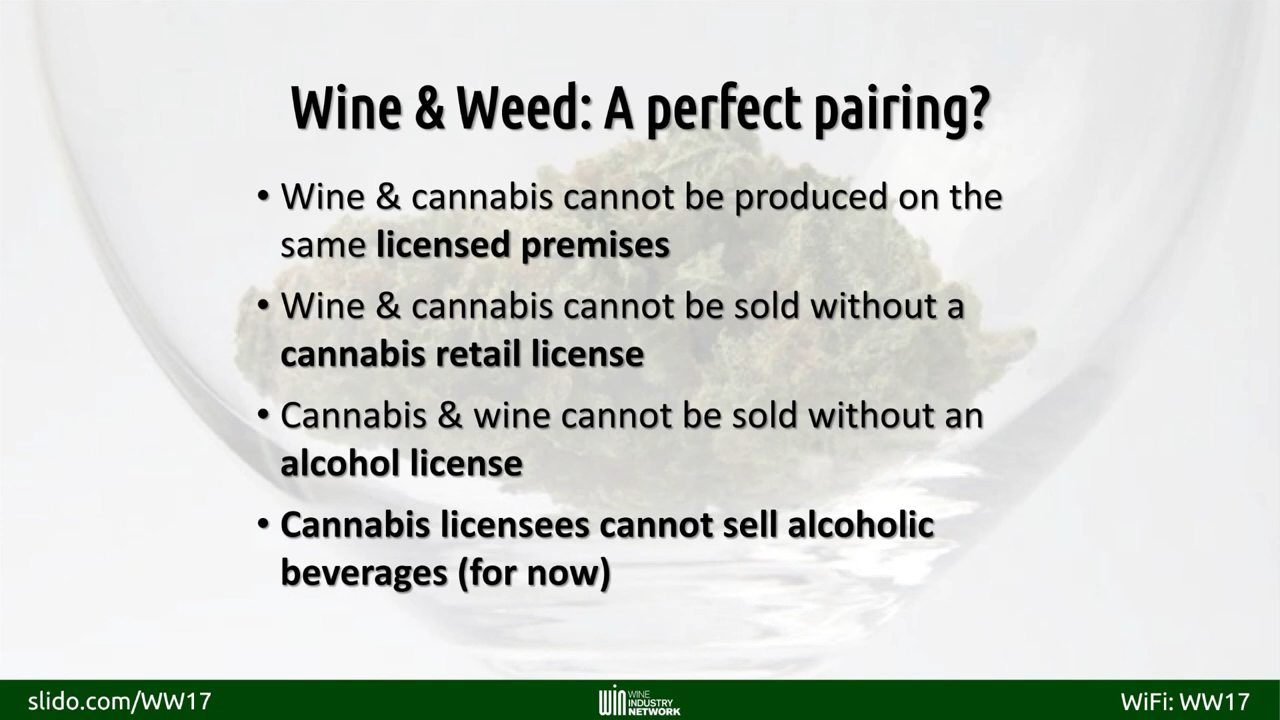 Wine & Weed: A perfect pairing?
• Wine & cannabis cannot be produced on the
same licensed premises
• Wine & cannabis cannot be sold without a
cannabis retail license
• Cannabis & wine cannot be sold without an
alcohol license
• Cannabis licensees cannot sell alcoholic
beverages (for now)
slido.com/WW17
win WINE
INDUSTRY
NETWORK
WiFi: WW17